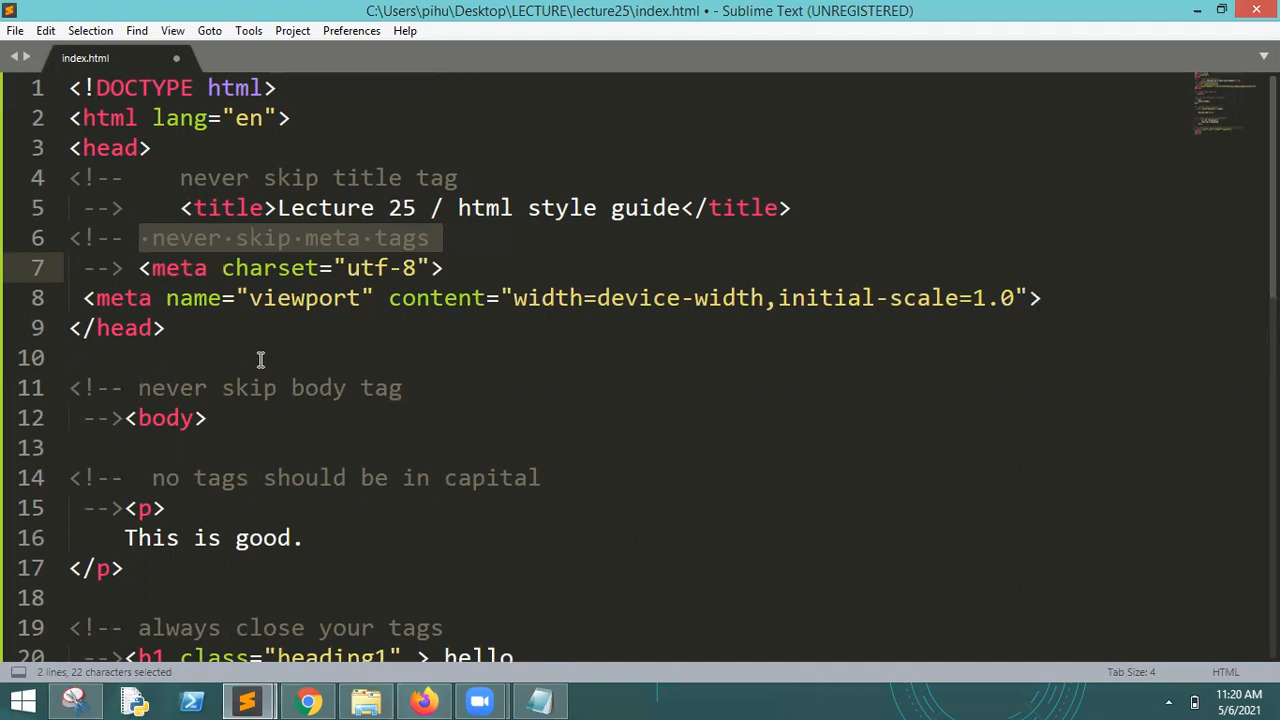 C:\Users\pihu\Desktop\LECTURE\lecture25\index.html • - Sublime Text (UNREGISTERED)
File Edit Selection Find View Goto Tools Project Preferences Help
index.html
1 <!DOCTYPE html>
2 <html lang="en">
3 <head>
4 <!--    never skip title tag
5  -->    <title>Lecture 25 / html style guide</title>
6 <!-- ·never·skip·meta·tags
7  --> <meta charset="utf-8">
8  <meta name="viewport" content="width=device-width,initial-scale=1.0">
9 </head>
10
11 <!-- never skip body tag
12  --><body>
13
14 <!--  no tags should be in capital
15  --><p>
16     This is good.
17 </p>
18
19 <!-- always close your tags
20  --><h1 class="heading1" > hello
2 lines, 22 characters selected Tab Size: 4 HTML
11:20 AM
5/6/2021